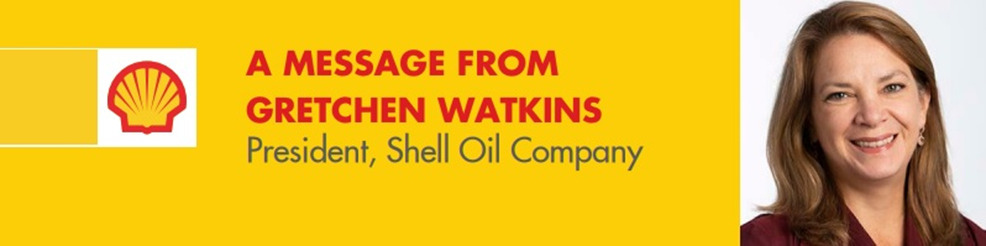 A MESSAGE FROM
GRETCHEN WATKINS
President, Shell Oil Company